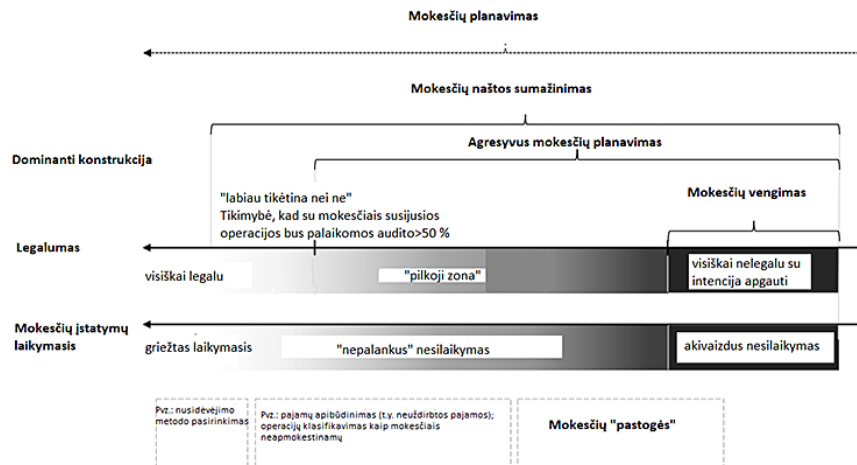 Mokesčių planavimas
Mokesčių naštos sumažinimas
Agresyvus mokesčių planavimas
Dominanti konstrukcija
"labiau tikėtina nei ne"
Tikimybė, kad su mokesčiais susijusios
operacijos bus palaikomos audito>50 %
Mokesčių vengimas
Legalumas
visiškai legalu
"pilkoji zona"
visiškai nelegalu su
intencija apgauti
Mokesčių įstatymų
laikymasis
griežtas laikymasis
"nepalankus" nesilaikymas
akivaizdus nesilaikymas
Pvz.: nusidėvėjimo
metodo pasirinkimas
Pvz.: pajamų apibūdinimas (t.y. neuždirbtos pajamos);
operacijų klasifikavimas kaip mokesčiais
neapmokestinamų
Mokesčių "pastogės"